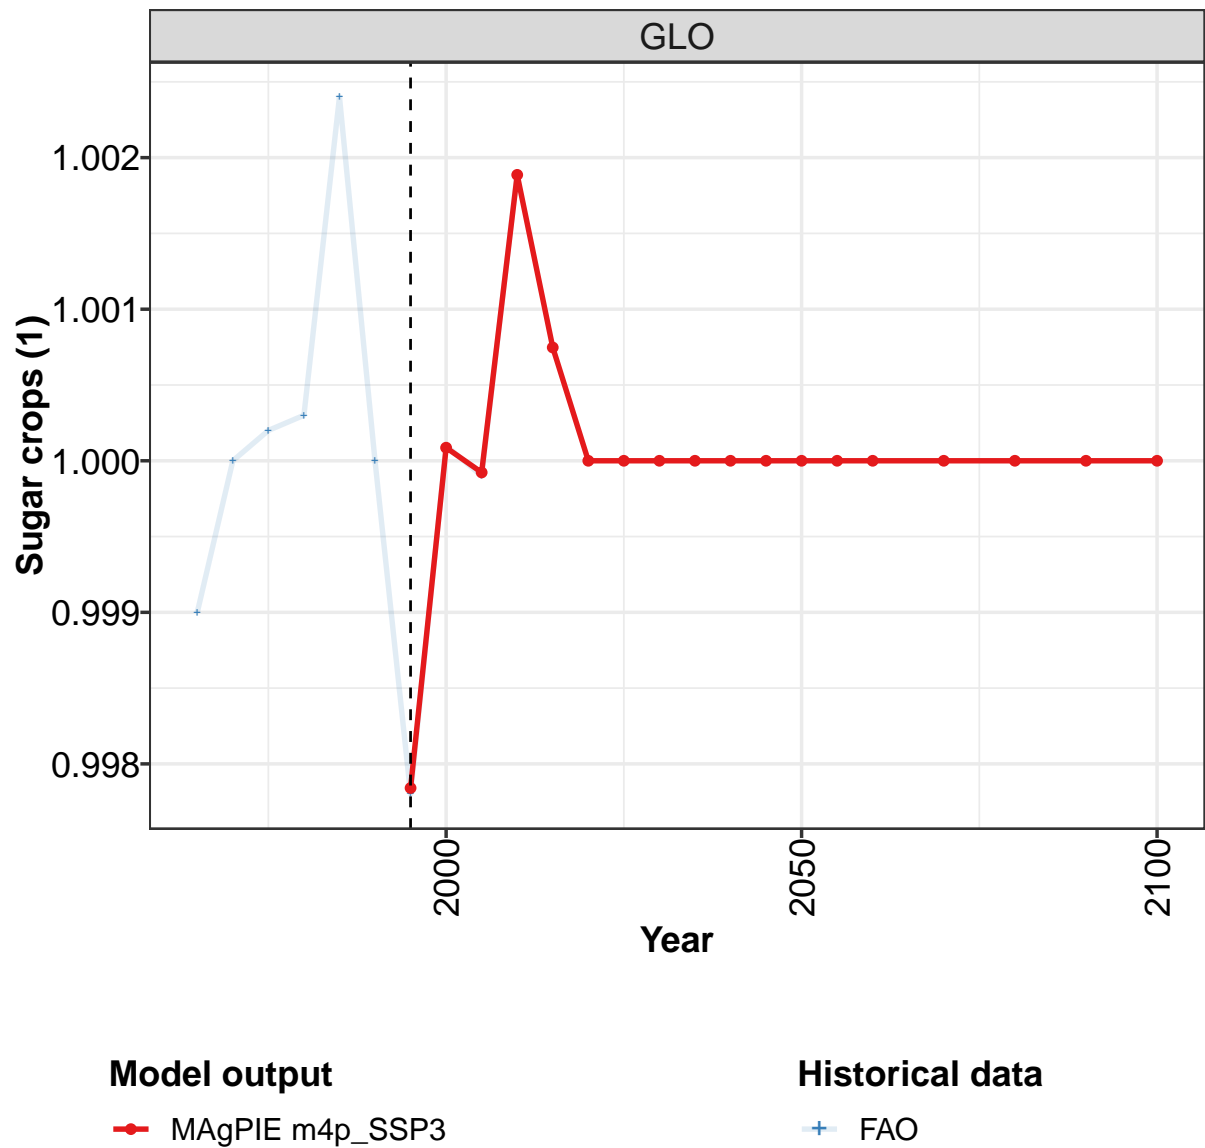 GLO
1.002
1.001
1.000
0.999
0.998
Sugar crops (1)
2000
2050
2100
Year
Model output
MAgPIE m4p_SSP3
Historical data
FAO